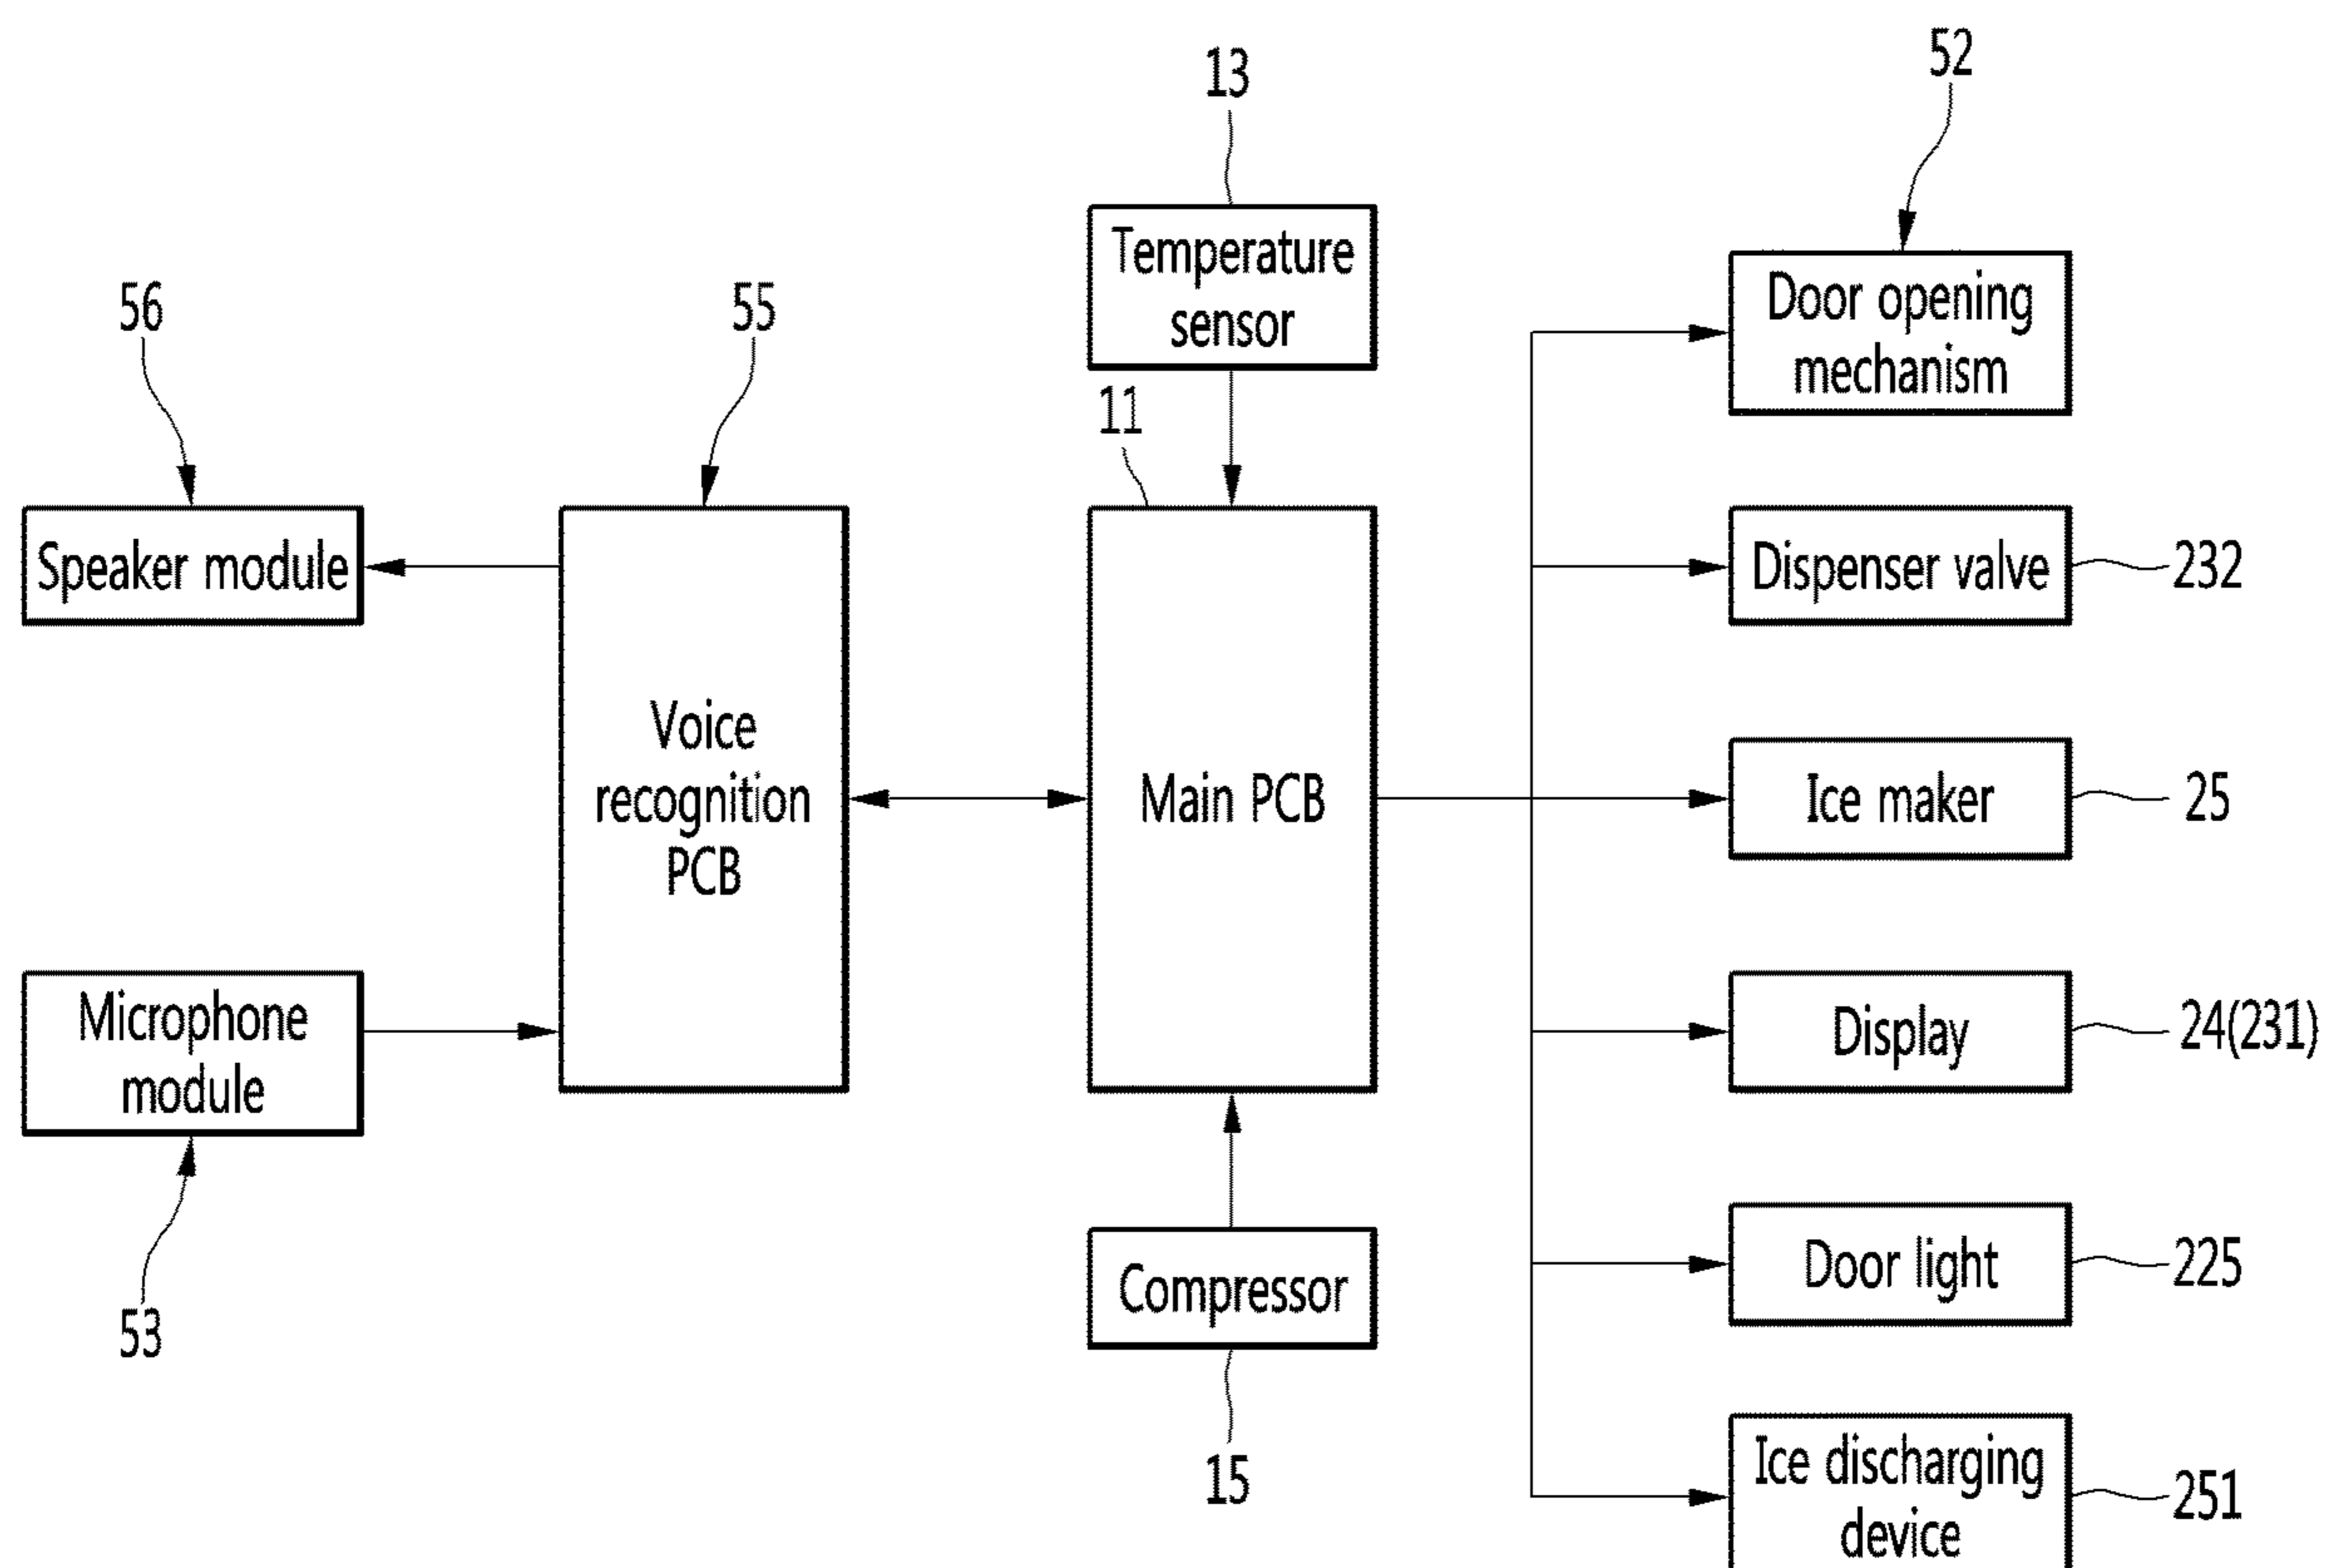 13
52
Temperature
sensor
Door opening
mechanism
56
55
11
Speaker module
Dispenser valve
232
Voice
recognition
PCB
Main PCB
Ice maker
25
Microphone
module
Display
24(231)
53
Compressor
Door light
225
15
Ice discharging
device
251